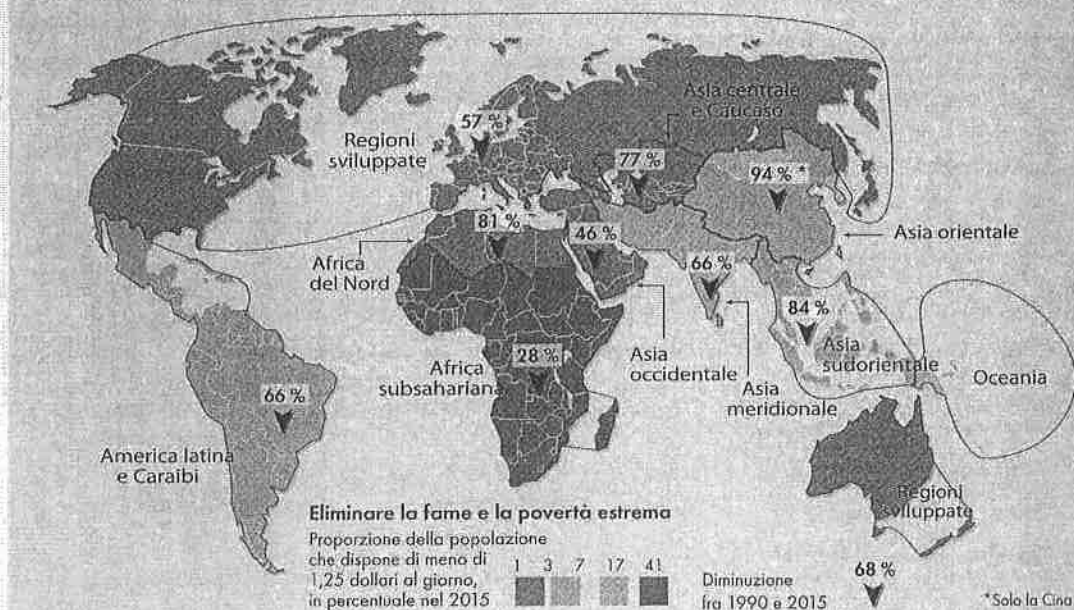 Regioni
sviluppate
57 %
Asia centrale
e Caucaso
77 %
94 % *
Asia orientale
81 %
46 %
Africa
del Nord
66 %
84 %
Asia
sudorientale
Oceania
Africa
subsahariana
28 %
Asia
occidentale
Asia
meridionale
66 %
America latina
e Caraibi
Regioni
sviluppate
Eliminare la fame e la povertà estrema
Proporzione della popolazione
che dispone di meno di
1,25 dollari al giorno,
in percentuale nel 2015
1 3 7 17 41
Diminuzione
fra 1990 e 2015
68 %
*Solo la Cina